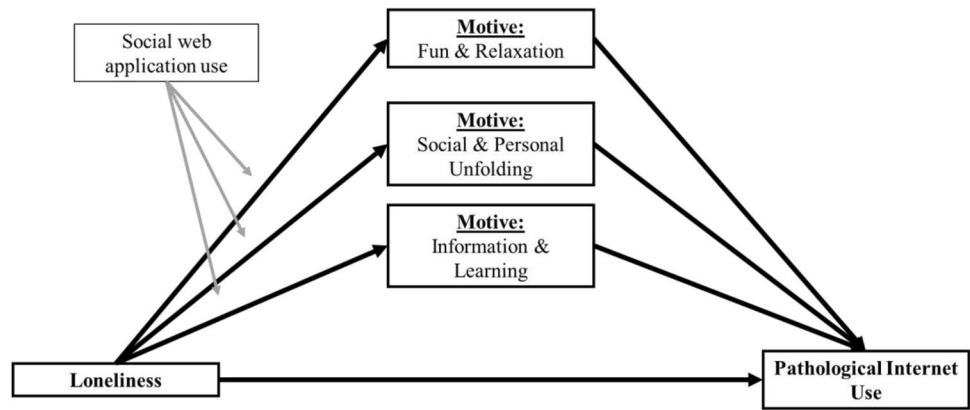 Social web
application use
Motive:
Fun & Relaxation
Motive:
Social & Personal
Unfolding
Motive:
Information &
Learning
Loneliness
Pathological Internet
Use